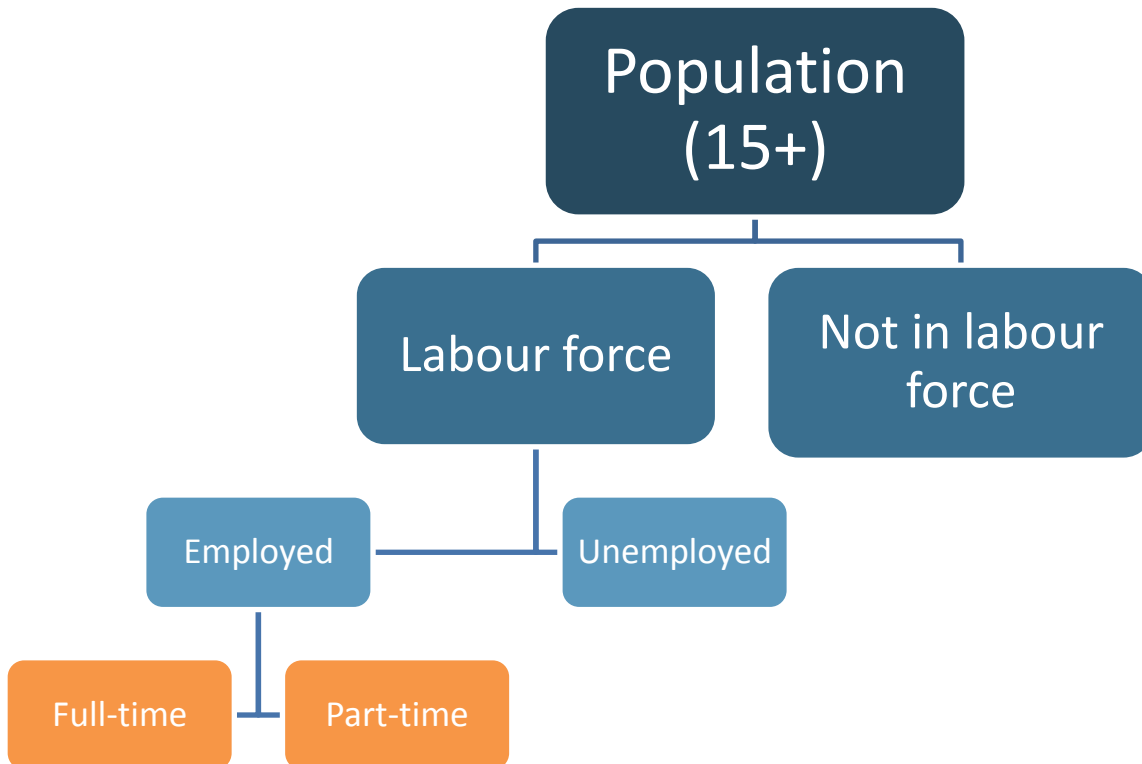 Population
(15+)
Labour force
Not in labour
force
Employed
Unemployed
Full-time
Part-time